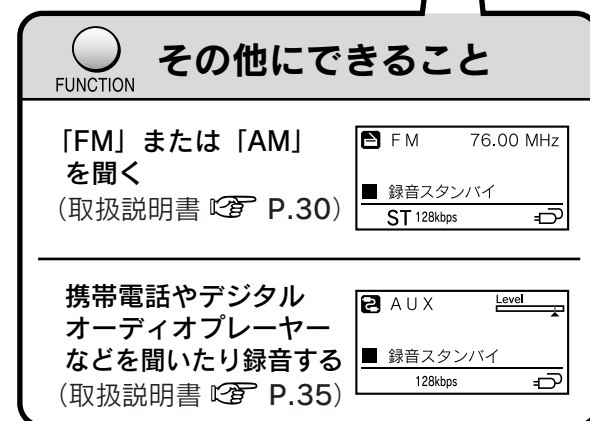 FUNCTION
その他にできること
「FM」または「AM」
を聞く
（取扱説明書 ☞ P.30）
FM 76.00 MHz
■ 録音スタンバイ
ST 128kbps
携帯電話やデジタル
オーディオプレーヤー
などを聞いたり録音する
（取扱説明書 ☞ P.35）
AUX Level
■ 録音スタンバイ
128kbps